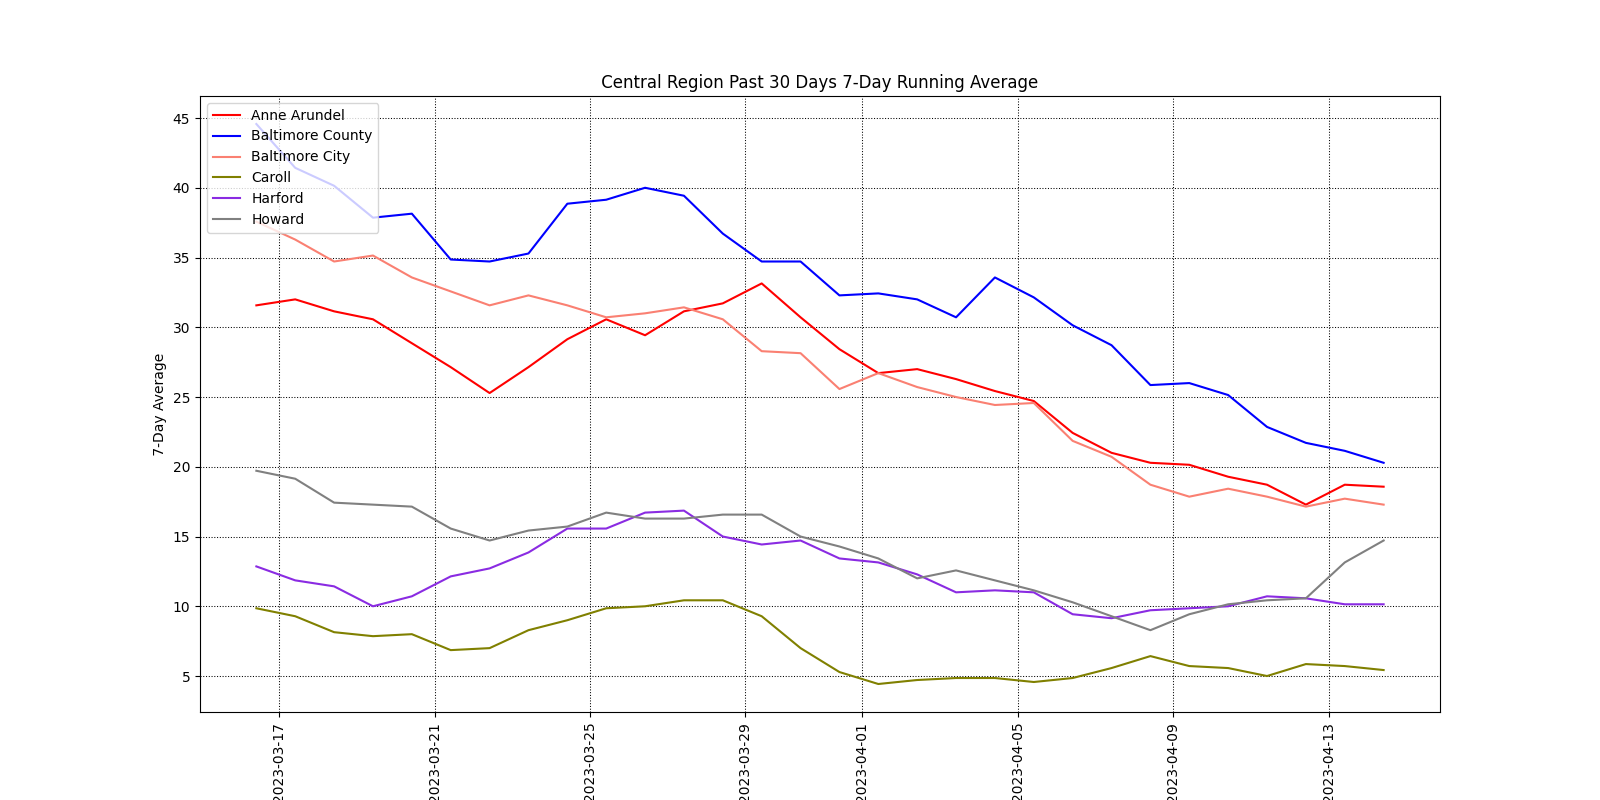 Central Region Past 30 Days 7-Day Running Average
Anne Arundel
Baltimore County
Baltimore City
Caroll
Harford
Howard
7-Day Average
45
40
35
30
25
20
15
10
5
2023-03-17
2023-03-21
2023-03-25
2023-03-29
2023-04-01
2023-04-05
2023-04-09
2023-04-13